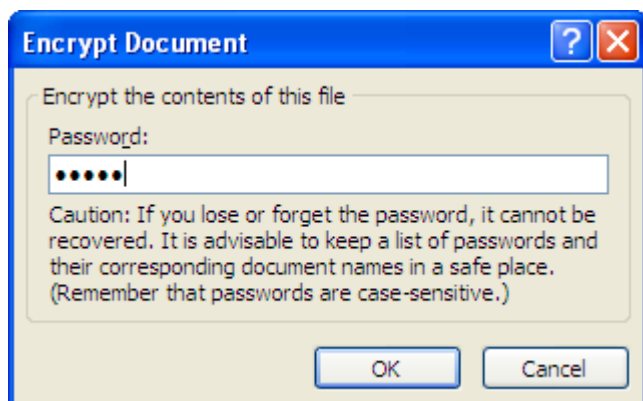 Encrypt Document
Encrypt the contents of this file
Password:
•••••
Caution: If you lose or forget the password, it cannot be
recovered. It is advisable to keep a list of passwords and
their corresponding document names in a safe place.
(Remember that passwords are case-sensitive.)
OK Cancel